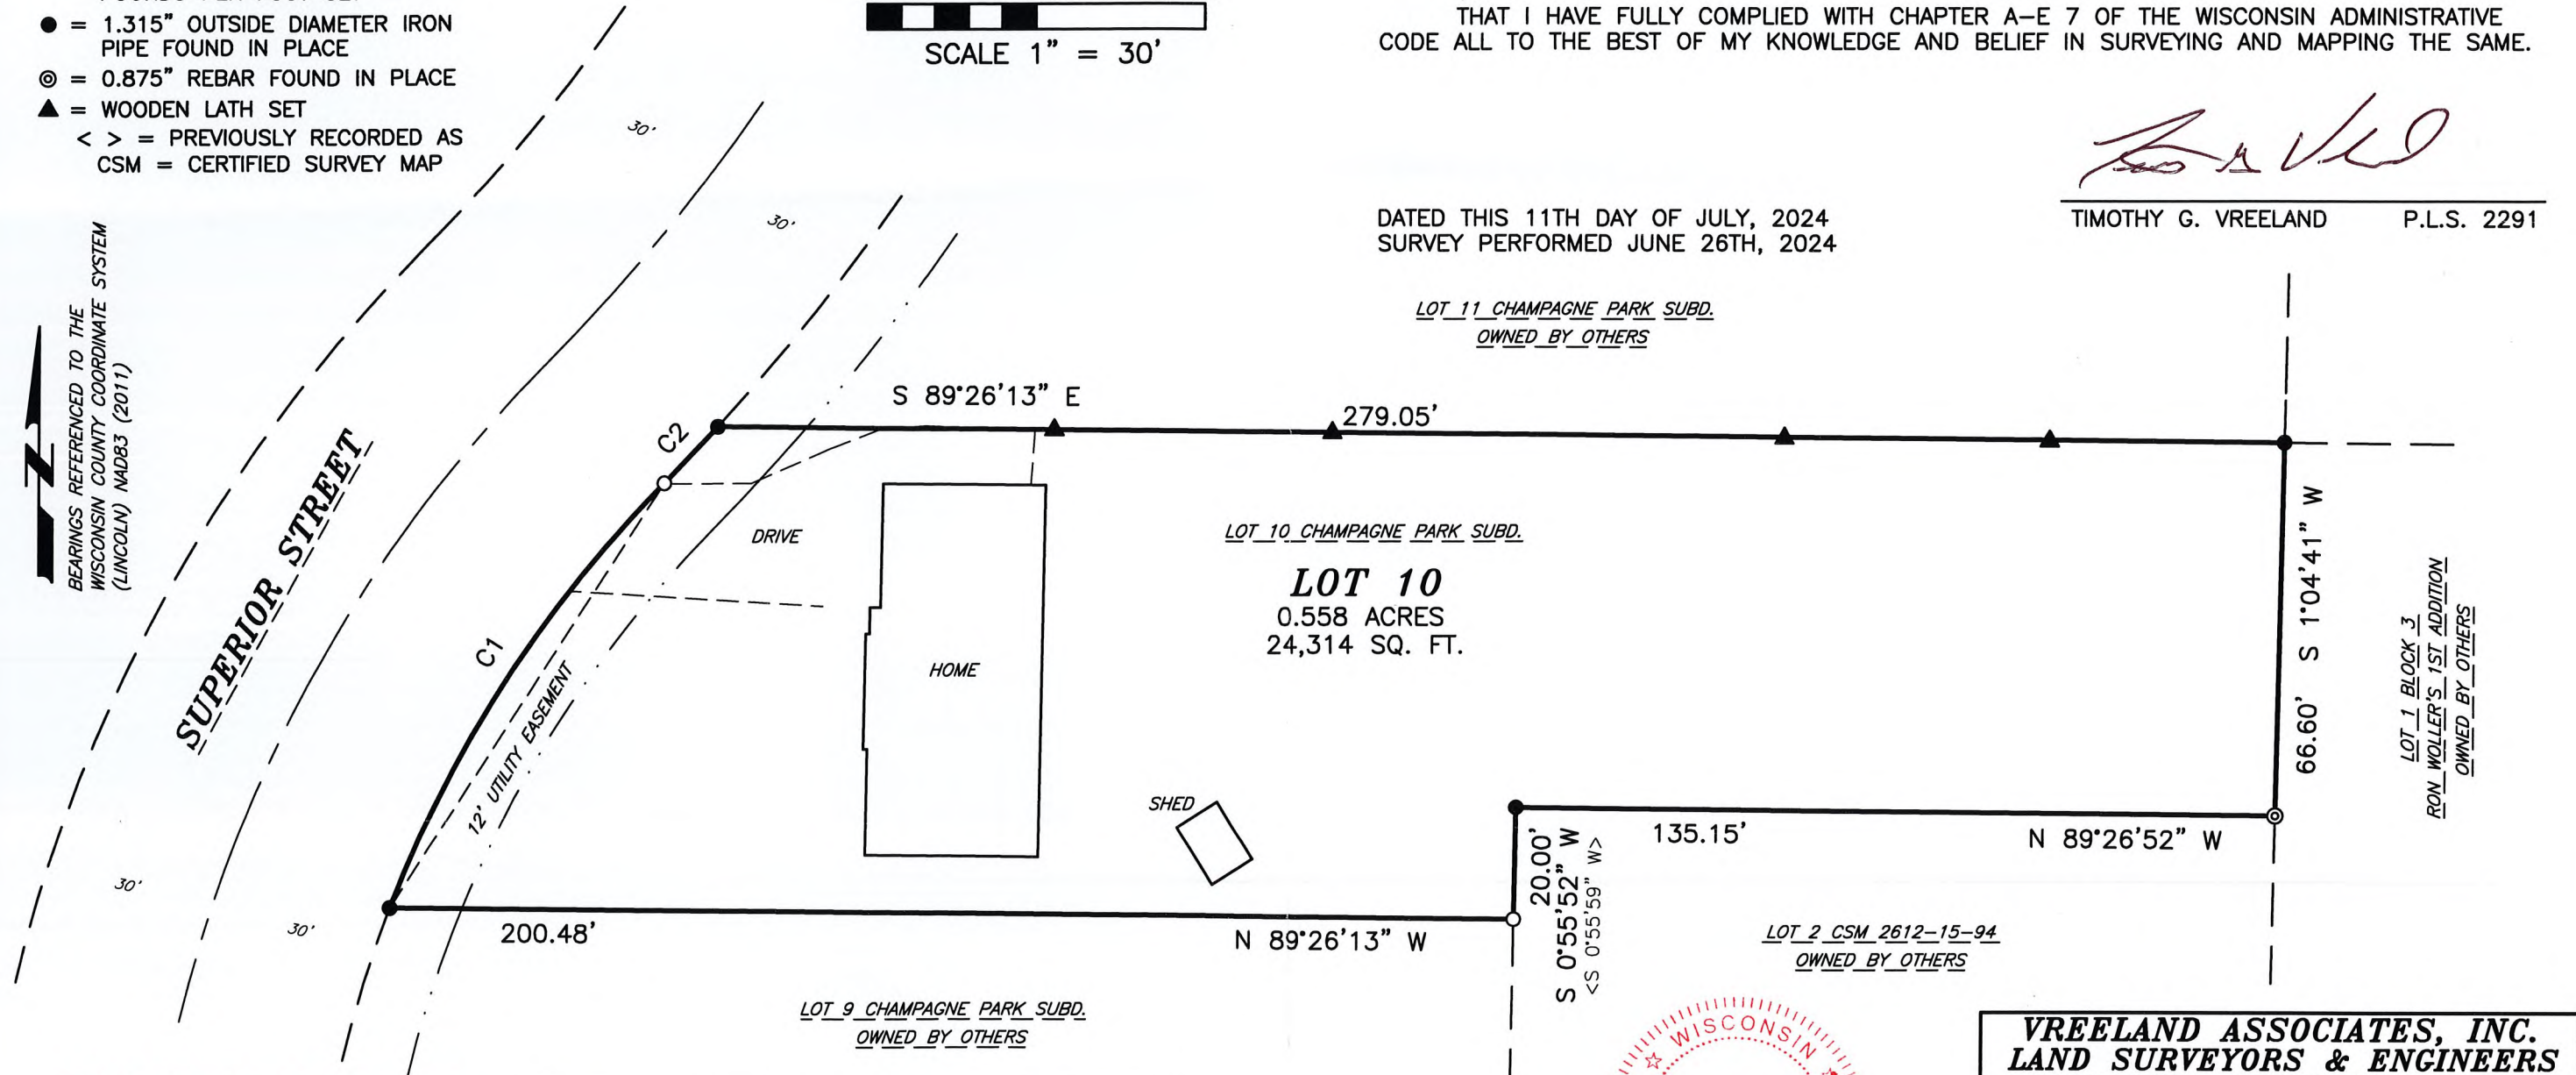 ● = 1.315" OUTSIDE DIAMETER IRON
PIPE FOUND IN PLACE
◎ = 0.875" REBAR FOUND IN PLACE
▲ = WOODEN LATH SET
< > = PREVIOUSLY RECORDED AS
CSM = CERTIFIED SURVEY MAP
SCALE 1" = 30'
THAT I HAVE FULLY COMPLIED WITH CHAPTER A-E 7 OF THE WISCONSIN ADMINISTRATIVE
CODE ALL TO THE BEST OF MY KNOWLEDGE AND BELIEF IN SURVEYING AND MAPPING THE SAME.
TIMOTHY G. VREELAND P.L.S. 2291
DATED THIS 11TH DAY OF JULY, 2024
SURVEY PERFORMED JUNE 26TH, 2024
30'
30'
BEARINGS REFERENCED TO THE
WISCONSIN COUNTY COORDINATE SYSTEM
(LINCOLN) NAD83 (2011)
N
LOT 11 CHAMPAGNE PARK SUBD.
OWNED BY OTHERS
S 89°26'13" E
279.05'
C2
SUPERIOR STREET
DRIVE
LOT 10 CHAMPAGNE PARK SUBD.
LOT 10
0.558 ACRES
24,314 SQ. FT.
C1
HOME
12' UTILITY EASEMENT
SHED
66.60' S 1°04'41" W
LOT 1 BLOCK 3
RON WOLLER'S 1ST ADDITION
OWNED BY OTHERS
135.15'
N 89°26'52" W
20.00'
S 0°55'52" W
<S 0°55'59" W>
30'
30'
200.48'
N 89°26'13" W
LOT 2 CSM 2612-15-94
OWNED BY OTHERS
LOT 9 CHAMPAGNE PARK SUBD.
OWNED BY OTHERS
WISCONSIN
VREELAND ASSOCIATES, INC.
LAND SURVEYORS & ENGINEERS